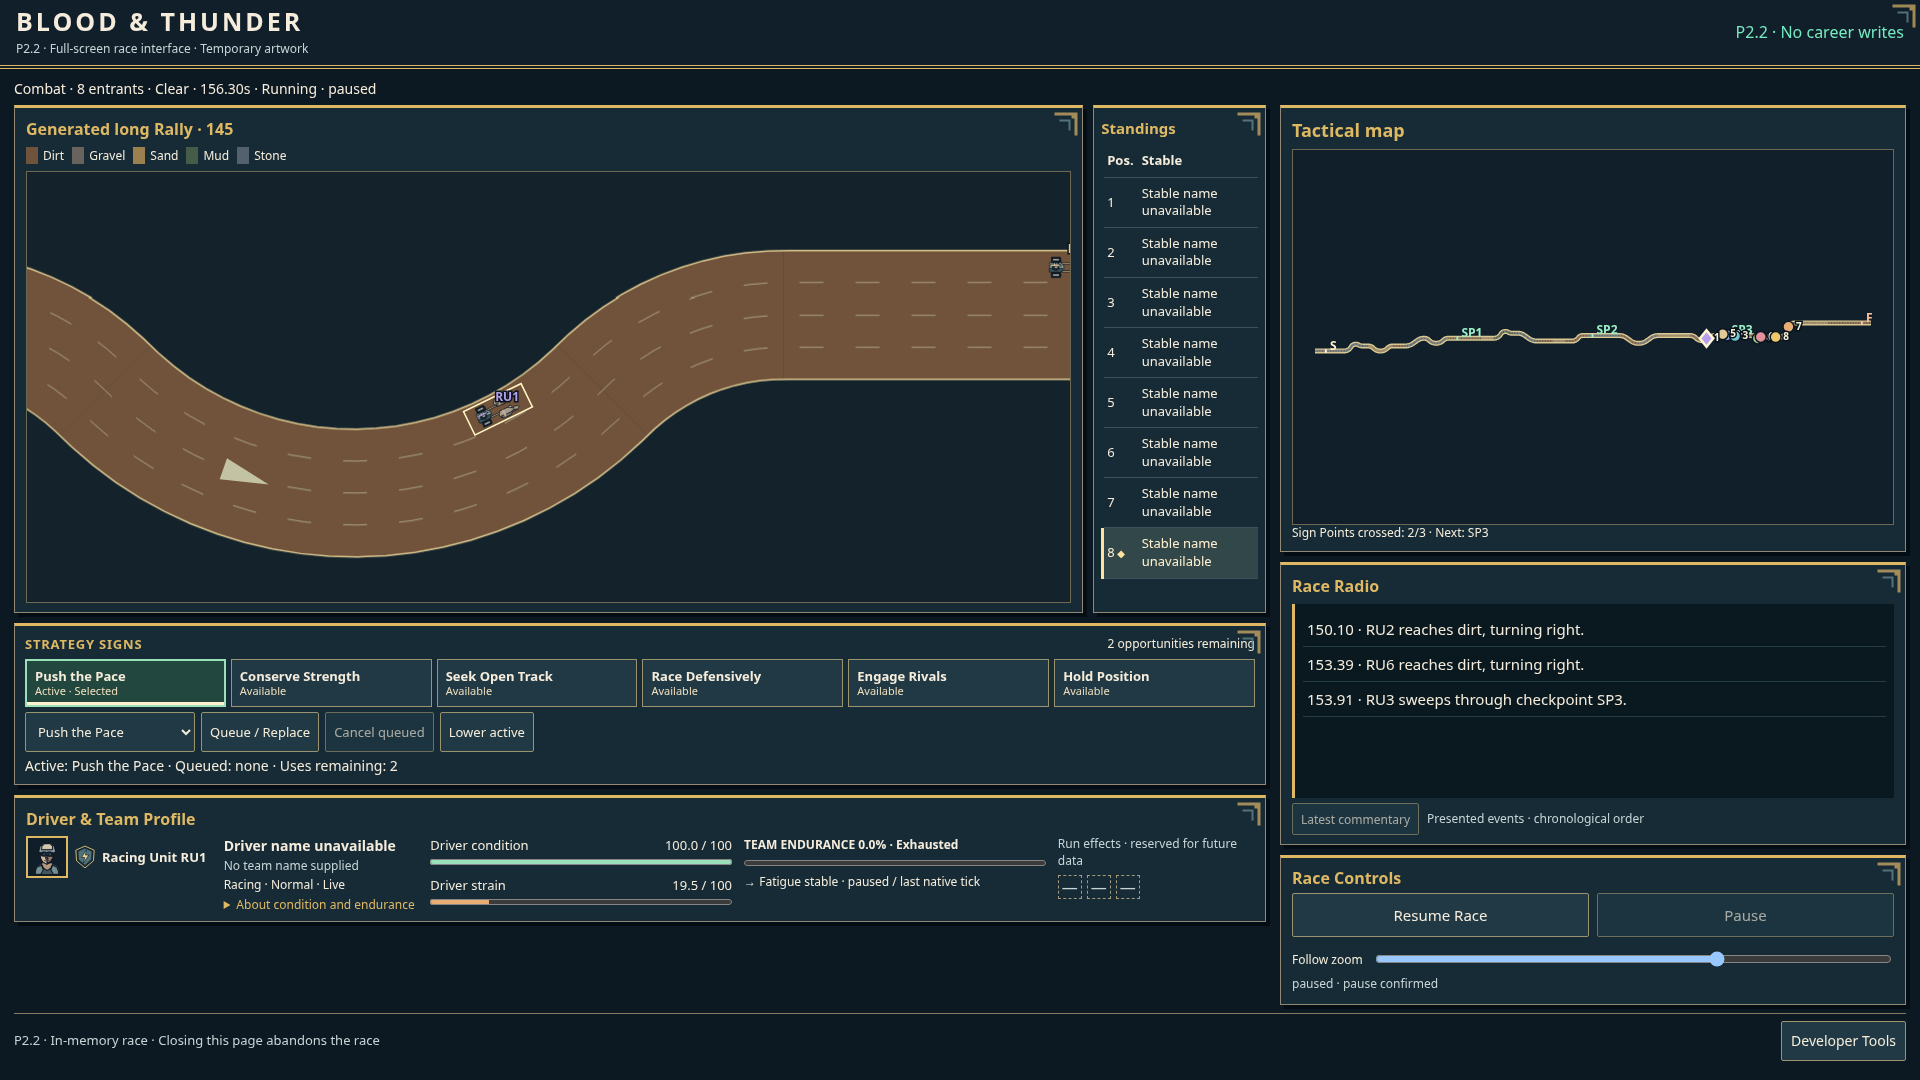 BLOOD & THUNDER
P2.2 · Full-screen race interface · Temporary artwork
P2.2 · No career writes
Combat · 8 entrants · Clear · 156.30s · Running · paused
Generated long Rally · 145
Dirt Gravel Sand Mud Stone
RU1
Standings
Pos. Stable
1 Stable name
unavailable
2 Stable name
unavailable
3 Stable name
unavailable
4 Stable name
unavailable
5 Stable name
unavailable
6 Stable name
unavailable
7 Stable name
unavailable
8 ◆ Stable name
unavailable
Tactical map
S SP1 SP2 1 5 SP3 3 8 7 F
Sign Points crossed: 2/3 · Next: SP3
STRATEGY SIGNS
2 opportunities remaining
Push the Pace
Active · Selected
Conserve Strength
Available
Seek Open Track
Available
Race Defensively
Available
Engage Rivals
Available
Hold Position
Available
Push the Pace Queue / Replace Cancel queued Lower active
Active: Push the Pace · Queued: none · Uses remaining: 2
Race Radio
150.10 · RU2 reaches dirt, turning right.
153.39 · RU6 reaches dirt, turning right.
153.91 · RU3 sweeps through checkpoint SP3.
Latest commentary Presented events · chronological order
Driver & Team Profile
Racing Unit RU1
Driver name unavailable
No team name supplied
Racing · Normal · Live
▶ About condition and endurance
Driver condition 100.0 / 100
Driver strain 19.5 / 100
TEAM ENDURANCE 0.0% · Exhausted
→ Fatigue stable · paused / last native tick
Run effects · reserved for future
data
— — —
Race Controls
Resume Race Pause
Follow zoom
paused · pause confirmed
P2.2 · In-memory race · Closing this page abandons the race
Developer Tools